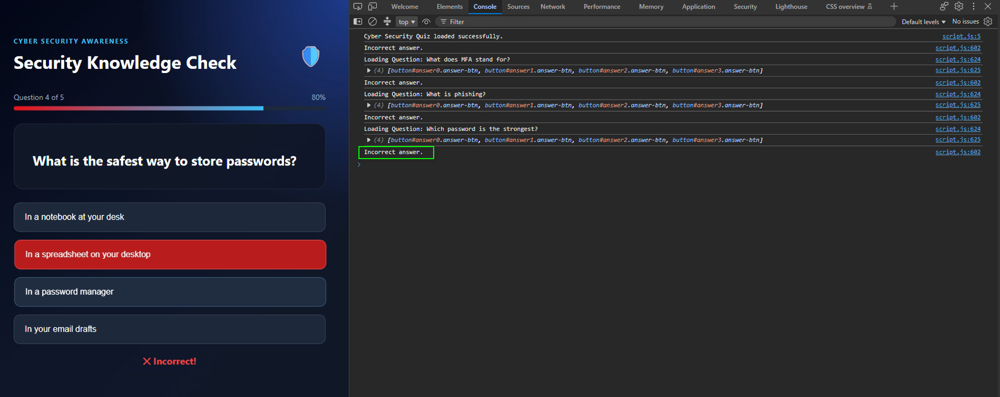 CYBER SECURITY AWARENESS
Security Knowledge Check
Question 4 of 5 80%
What is the safest way to store passwords?
In a notebook at your desk
In a spreadsheet on your desktop
In a password manager
In your email drafts
❌ Incorrect!
Welcome Elements Console Sources Network Performance Memory Application Security Lighthouse CSS overview
top Filter Default levels No issues
Cyber Security Quiz loaded successfully. script.js:5
Incorrect answer. script.js:602
Loading Question: What does MFA stand for? script.js:624
(4) [button#answer0.answer-btn, button#answer1.answer-btn, button#answer2.answer-btn, button#answer3.answer-btn] script.js:625
Incorrect answer. script.js:602
Loading Question: What is phishing? script.js:624
(4) [button#answer0.answer-btn, button#answer1.answer-btn, button#answer2.answer-btn, button#answer3.answer-btn] script.js:625
Incorrect answer. script.js:602
Loading Question: Which password is the strongest? script.js:624
(4) [button#answer0.answer-btn, button#answer1.answer-btn, button#answer2.answer-btn, button#answer3.answer-btn] script.js:625
Incorrect answer. script.js:602